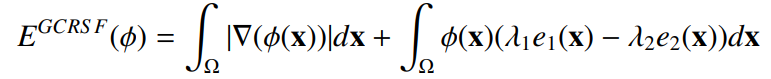 E^{GCRSF}(ϕ) = ∫_Ω |∇(ϕ(x))|dx + ∫_Ω ϕ(x)(λ₁e₁(x) − λ₂e₂(x))dx